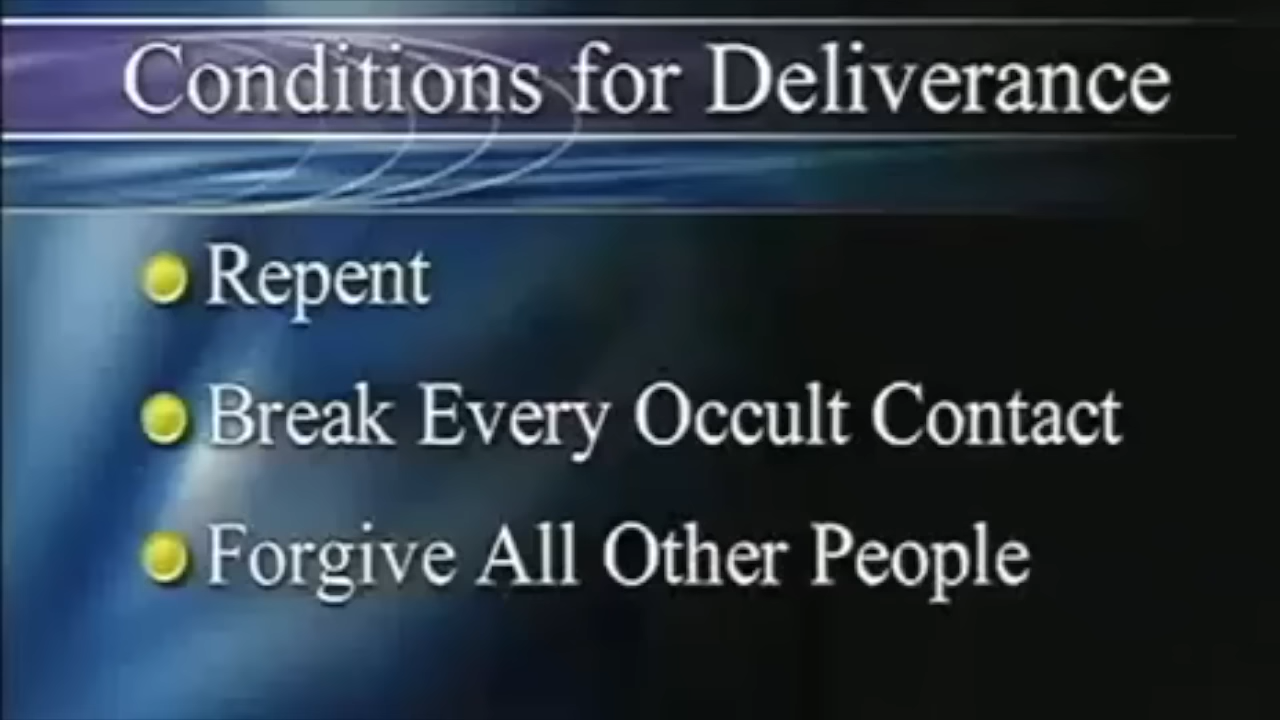 Conditions for Deliverance
Repent
Break Every Occult Contact
Forgive All Other People